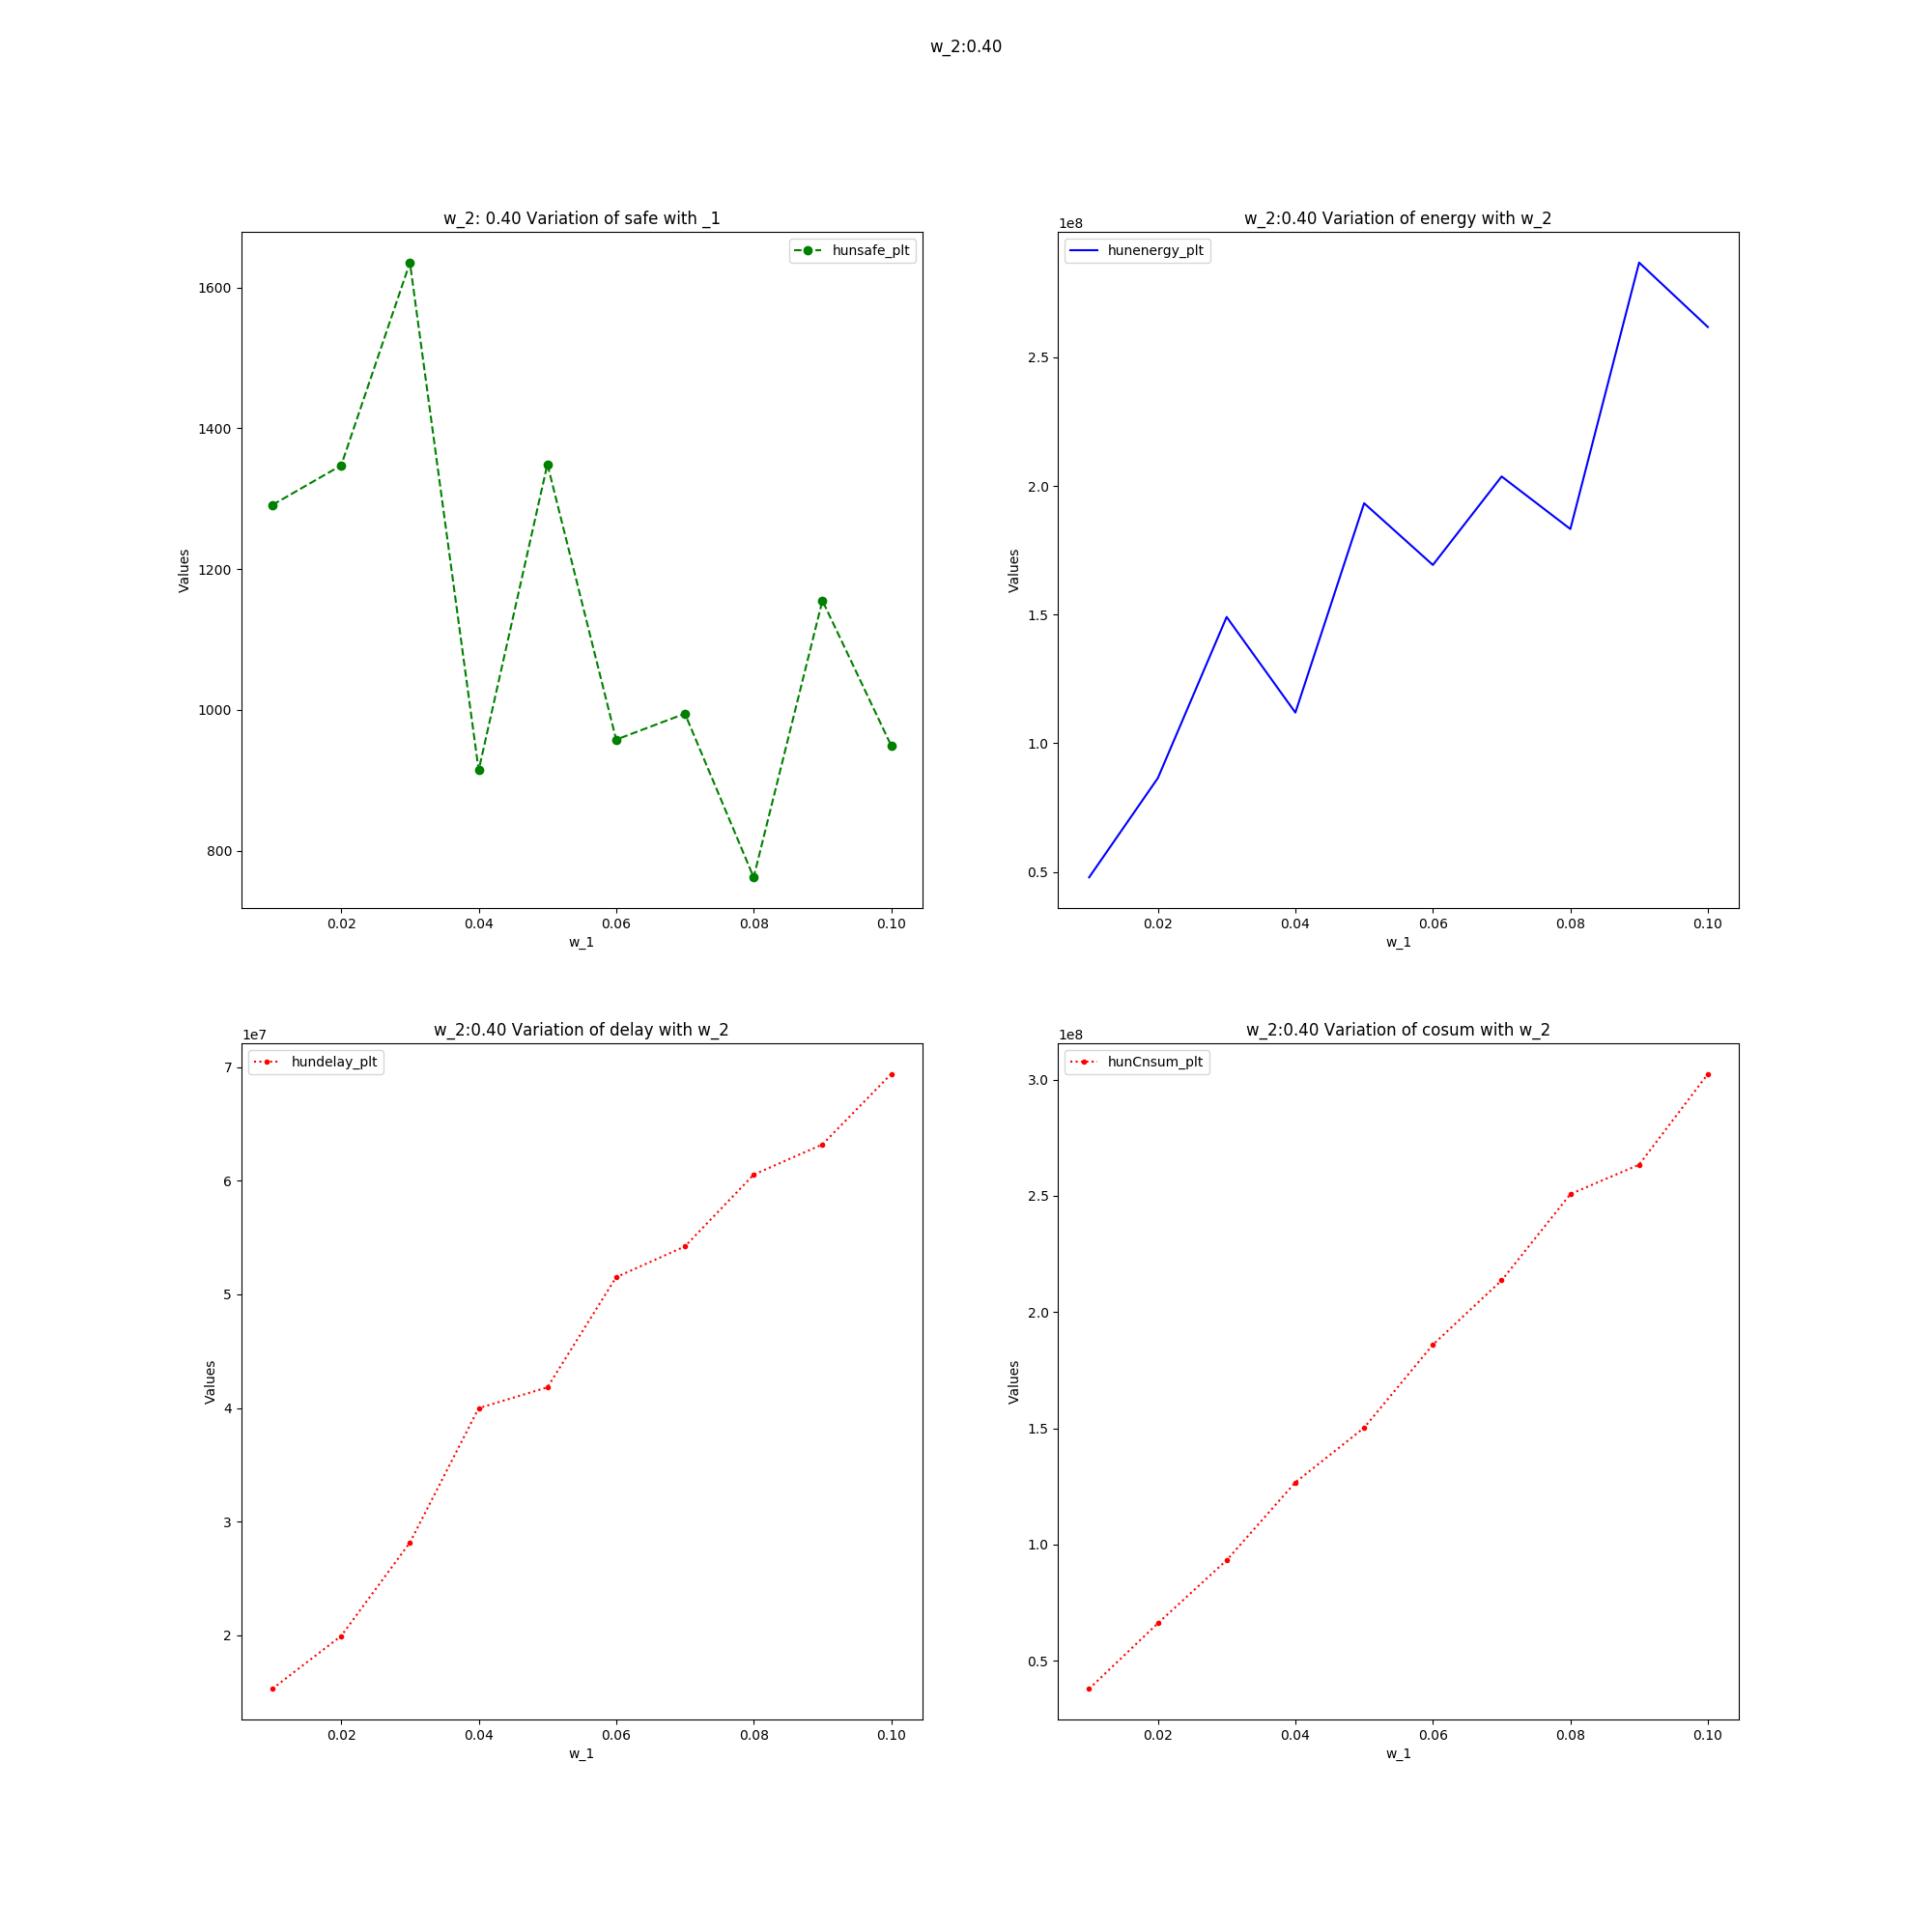 w_2:0.40
w_2: 0.40 Variation of safe with _1
hunsafe_plt
Values
1600
1400
1200
1000
800
0.02 0.04 0.06 0.08 0.10
w_1
w_2:0.40 Variation of energy with w_2
1e8
hunenergy_plt
Values
2.5
2.0
1.5
1.0
0.5
0.02 0.04 0.06 0.08 0.10
w_1
w_2:0.40 Variation of delay with w_2
1e7
hundelay_plt
Values
7
6
5
4
3
2
0.02 0.04 0.06 0.08 0.10
w_1
w_2:0.40 Variation of cosum with w_2
1e8
hunCnsum_plt
Values
3.0
2.5
2.0
1.5
1.0
0.5
0.02 0.04 0.06 0.08 0.10
w_1